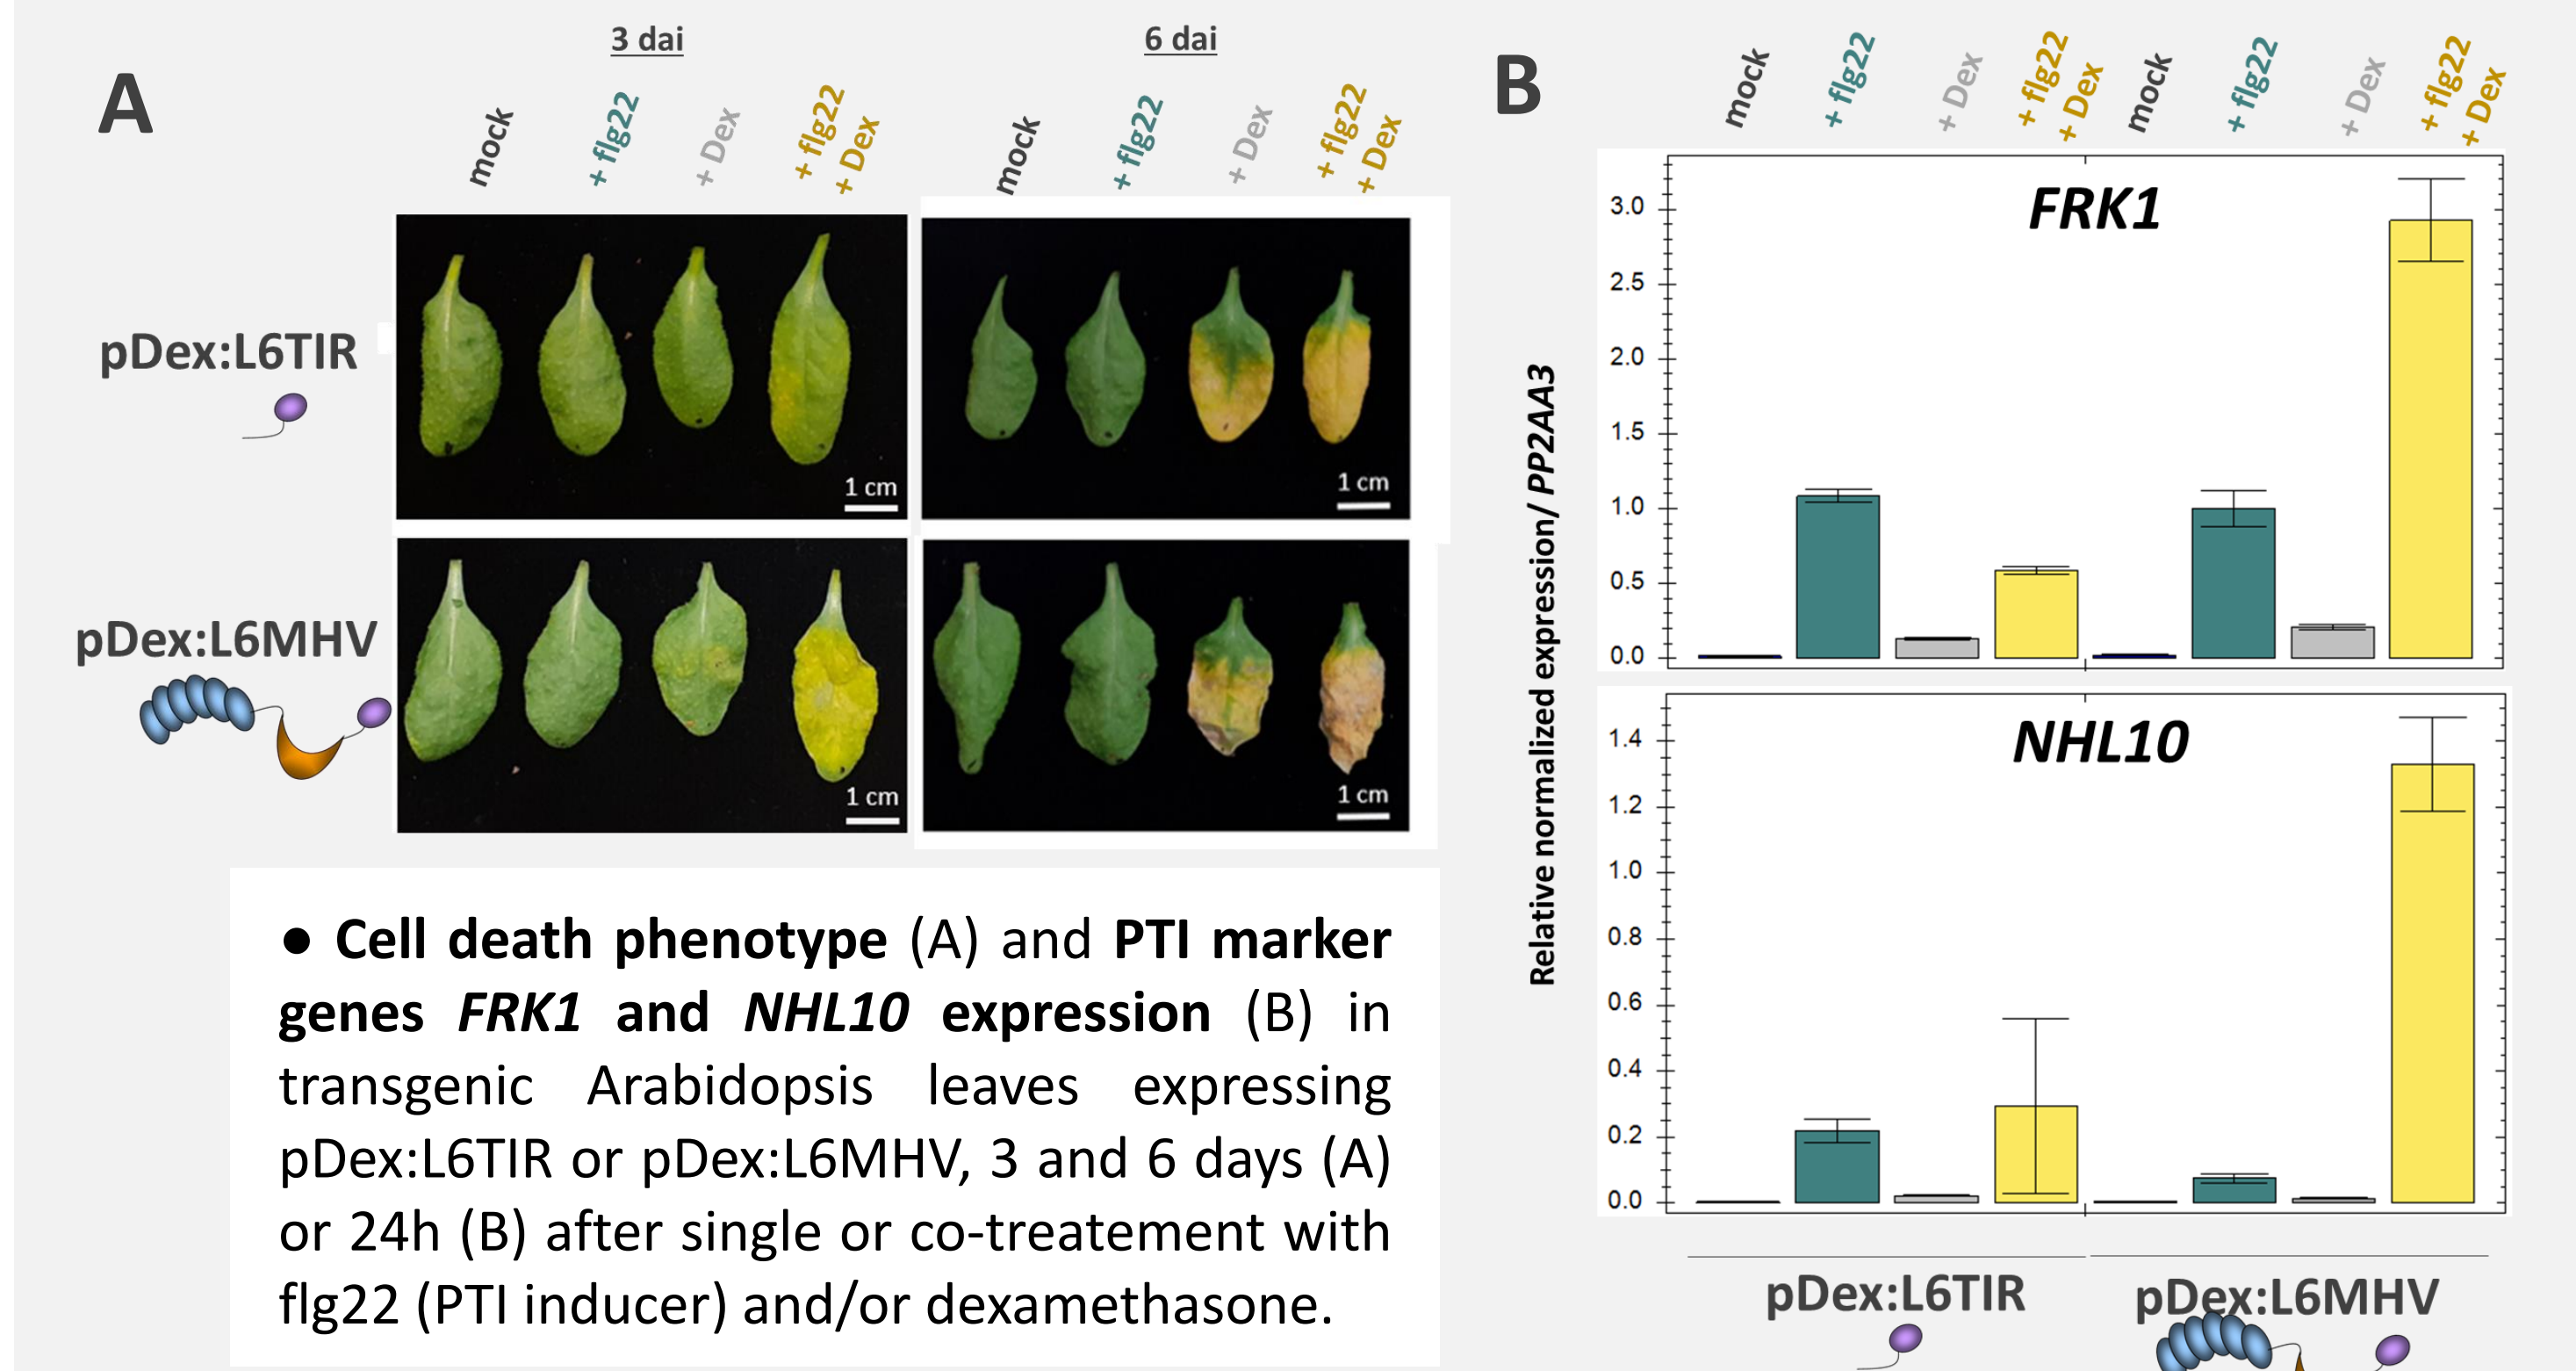 A
3 dai
6 dai
mock
+ flg22
+ Dex
+ flg22
+ Dex
mock
+ flg22
+ Dex
+ flg22
+ Dex
pDex:L6TIR
1 cm
1 cm
pDex:L6MHV
1 cm
1 cm
● Cell death phenotype (A) and PTI marker
genes FRK1 and NHL10 expression (B) in
transgenic Arabidopsis leaves expressing
pDex:L6TIR or pDex:L6MHV, 3 and 6 days (A)
or 24h (B) after single or co-treatement with
flg22 (PTI inducer) and/or dexamethasone.
B
mock
+ flg22
+ Dex
+ flg22
+ Dex
mock
+ flg22
+ Dex
+ flg22
+ Dex
Relative normalized expression/ PP2AA3
FRK1
3.0
2.5
2.0
1.5
1.0
0.5
0.0
NHL10
1.4
1.2
1.0
0.8
0.6
0.4
0.2
0.0
pDex:L6TIR
pDex:L6MHV